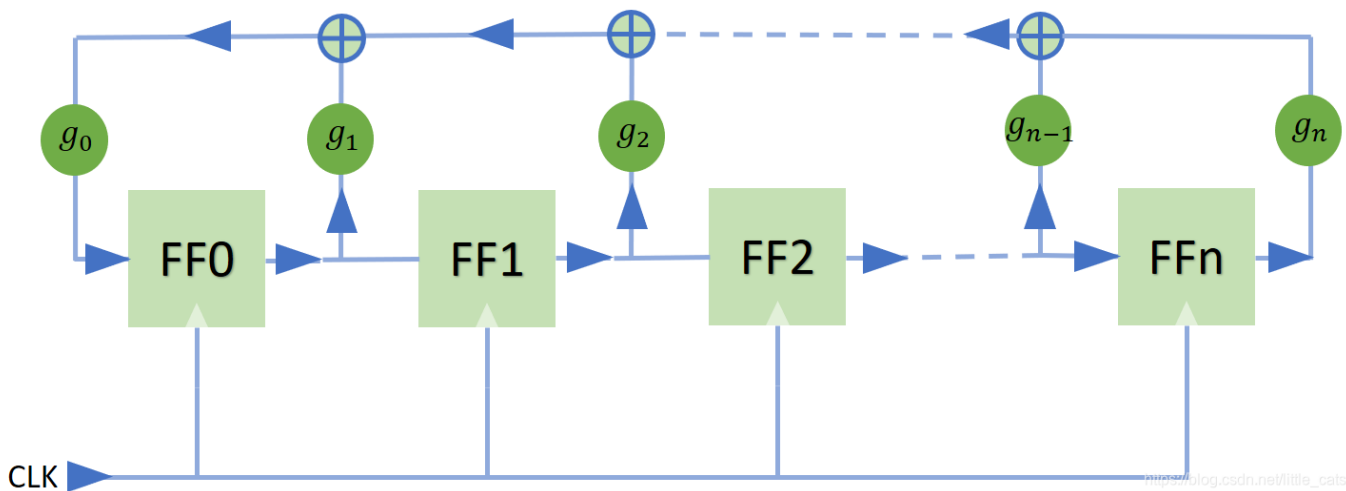 g₀ g₁ g₂ gₙ₋₁ gₙ
FF0 FF1 FF2 FFn
CLK
https://blog.csdn.net/little_cats